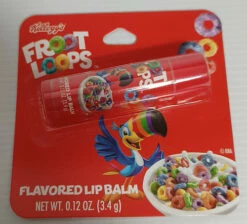 Kellogg's
FROOT
LOOPS
FLAVORED LIP BALM
NET WT. 0.12 OZ. (3.4 g)